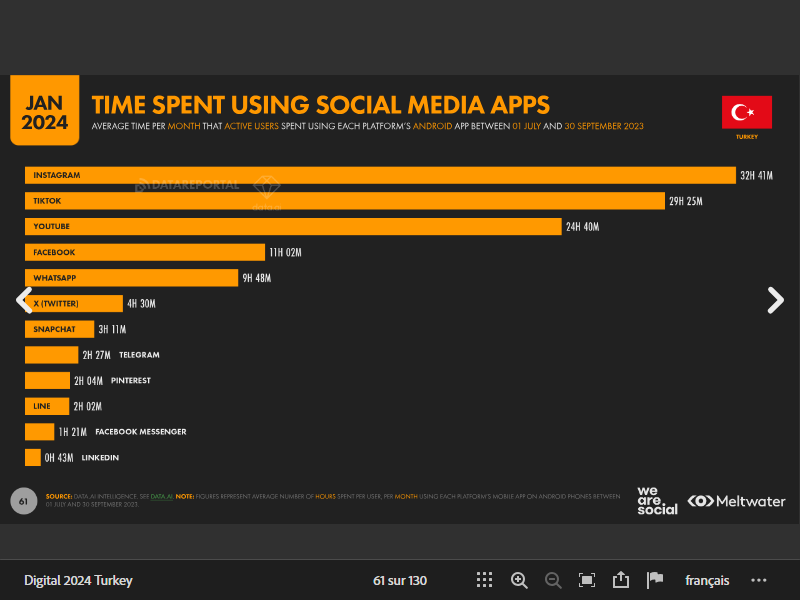 JAN
2024
TIME SPENT USING SOCIAL MEDIA APPS
AVERAGE TIME PER MONTH THAT ACTIVE USERS SPENT USING EACH PLATFORM'S ANDROID APP BETWEEN 01 JULY AND 30 SEPTEMBER 2023
TURKEY
INSTAGRAM 32H 41M
DATAREPORTAL
TIKTOK 29H 25M
YOUTUBE 24H 40M
FACEBOOK 11H 02M
WHATSAPP 9H 48M
X (TWITTER) 4H 30M
SNAPCHAT 3H 11M
2H 27M TELEGRAM
2H 04M PINTEREST
LINE 2H 02M
1H 21M FACEBOOK MESSENGER
0H 43M LINKEDIN
61
SOURCE: DATA.AI INTELLIGENCE. SEE DATA.AI. NOTE: FIGURES REPRESENT AVERAGE NUMBER OF HOURS SPENT PER USER, PER MONTH USING EACH PLATFORM'S MOBILE APP ON ANDROID PHONES BETWEEN
01 JULY AND 30 SEPTEMBER 2023.
we
are
social
Meltwater
Digital 2024 Turkey
61 sur 130
français